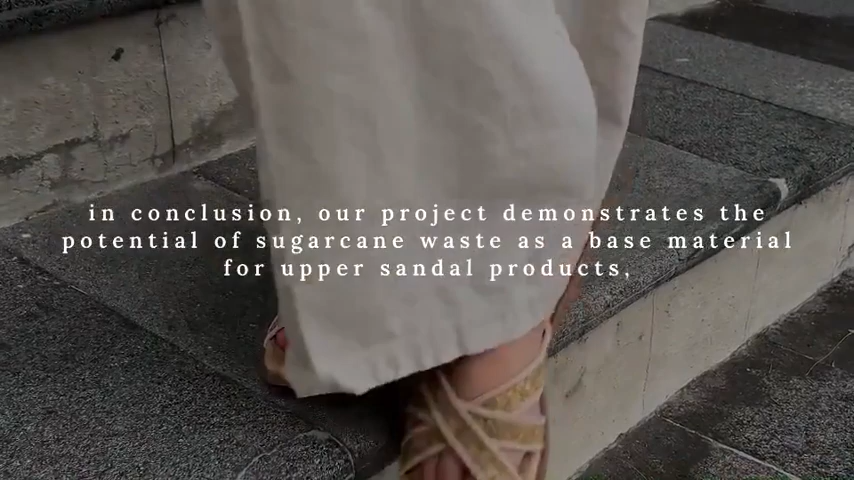 in conclusion, our project demonstrates the
potential of sugarcane waste as a base material
for upper sandal products,